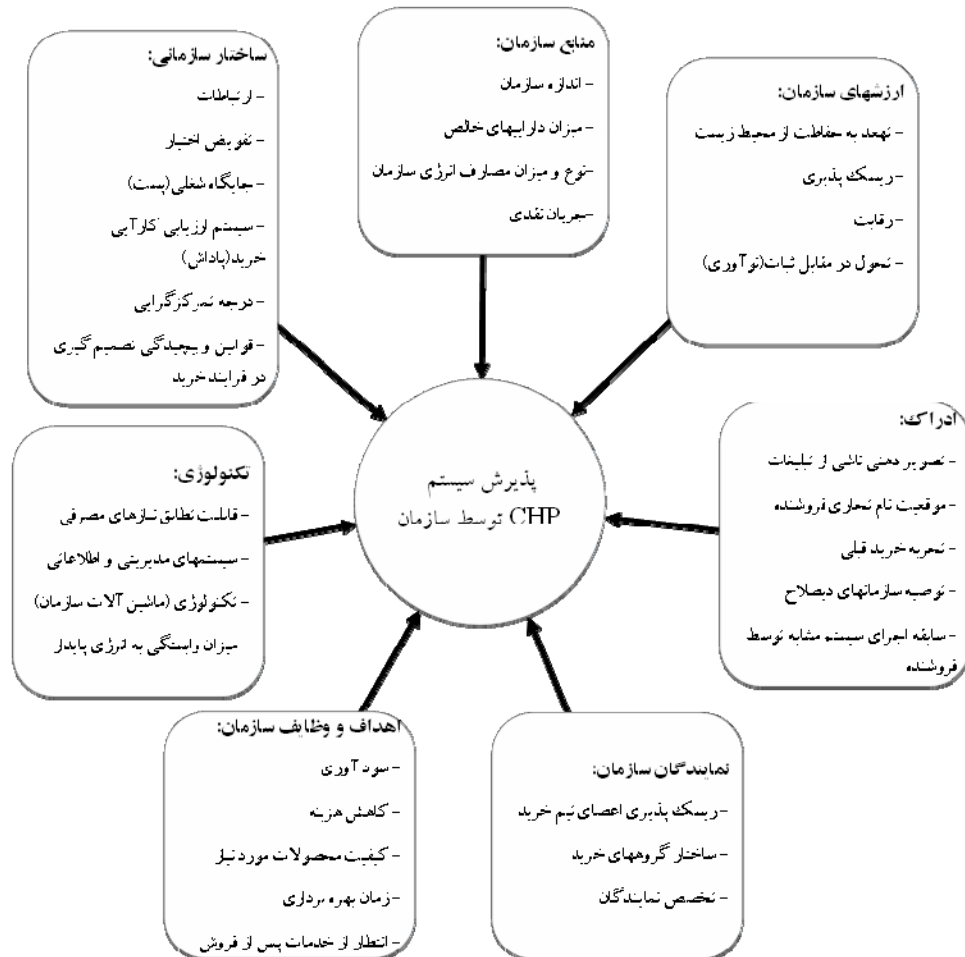 منابع سازمان:
- اندازه سازمان
- میزان داراییهای خالص
-نوع و میزان مصارف انرژی سازمان
-جریان نقدی
ارزشهای سازمان:
- تعهد به حفاظت از محیط زیست
- ریسک پذیری
- رقابت
- تحول در مقابل ثبات(نوآوری)
ساختار سازمانی:
- ارتباطات
- تفویض اختیار
- جایگاه شغلی(پست)
- سیستم ارزیابی کارآیی
خرید(پاداش)
- درجه تمرکزگرایی
- قوانین و پیچیدگی تصمیم گیری
در فرایند خرید
ادراک:
- تصویر ذهنی ناشی از تبلیغات
- موقعیت نام تجاری فروشنده
- تجربه خرید قبلی
- توصیه سازمانهای ذیصلاح
- سابقه اجرای سیستم مشابه توسط
فروشنده
پذیرش سیستم
CHP توسط سازمان
تکنولوژی:
- قابلیت تطابق نیازهای مصرفی
- سیستمهای مدیریتی و اطلاعاتی
- تکنولوژی (ماشین آلات سازمان)
میزان وابستگی به انرژی پایدار
نمایندگان سازمان:
- ریسک پذیری اعضای تیم خرید
- ساختار گروههای خرید
- تخصص نمایندگان
اهداف و وظایف سازمان:
- سود آوری
- کاهش هزینه
- کیفیت محصولات مورد نیاز
- زمان بهره برداری
- انتظار از خدمات پس از فروش